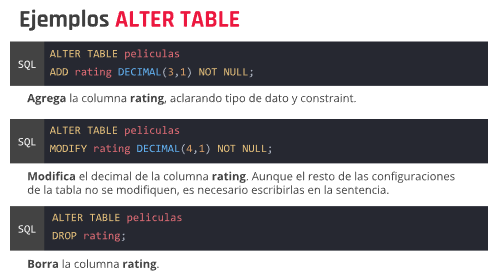 Ejemplos ALTER TABLE
SQL
ALTER TABLE peliculas
ADD rating DECIMAL(3,1) NOT NULL;
Agrega la columna rating, aclarando tipo de dato y constraint.
SQL
ALTER TABLE peliculas
MODIFY rating DECIMAL(4,1) NOT NULL;
Modifica el decimal de la columna rating. Aunque el resto de las configuraciones
de la tabla no se modifiquen, es necesario escribirlas en la sentencia.
SQL
ALTER TABLE peliculas
DROP rating;
Borra la columna rating.